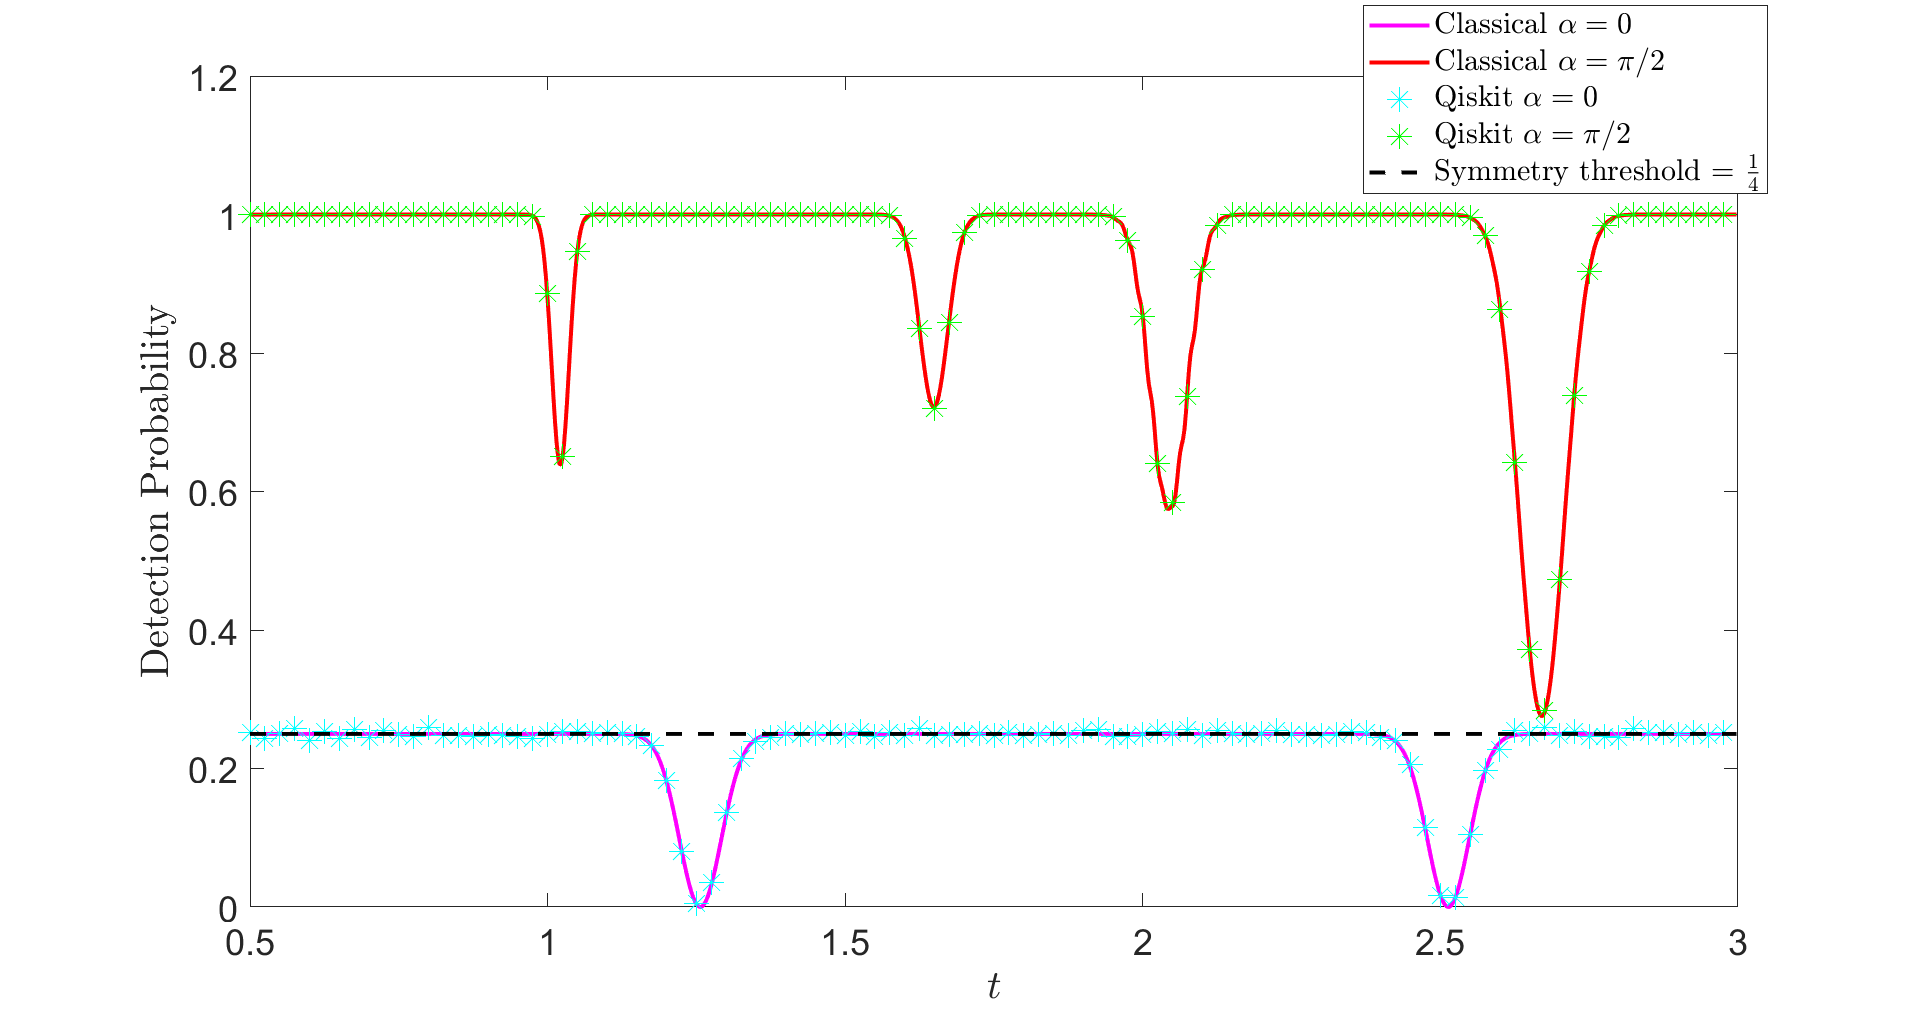 Classical α = 0
Classical α = π/2
Qiskit α = 0
Qiskit α = π/2
Symmetry threshold = 1/4
1.2
1
0.8
0.6
0.4
0.2
0
Detection Probability
0.5 1 1.5 2 2.5 3
t